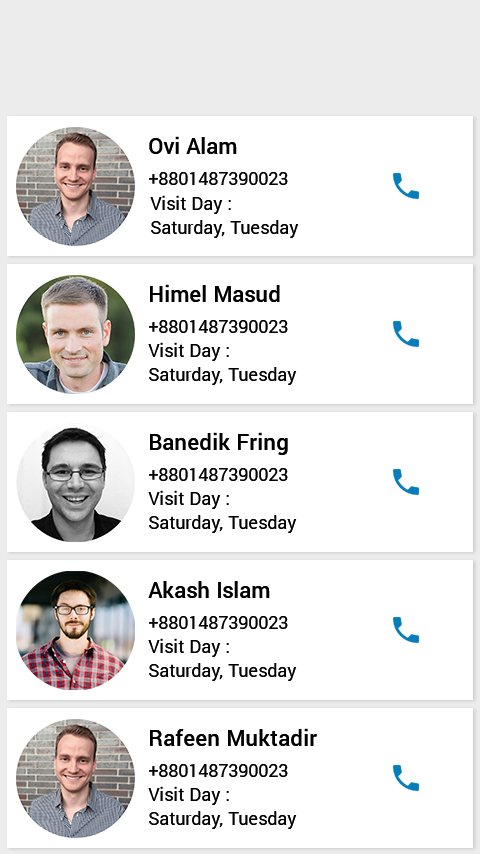 Ovi Alam
+8801487390023
Visit Day :
Saturday, Tuesday
Himel Masud
+8801487390023
Visit Day :
Saturday, Tuesday
Banedik Fring
+8801487390023
Visit Day :
Saturday, Tuesday
Akash Islam
+8801487390023
Visit Day :
Saturday, Tuesday
Rafeen Muktadir
+8801487390023
Visit Day :
Saturday, Tuesday